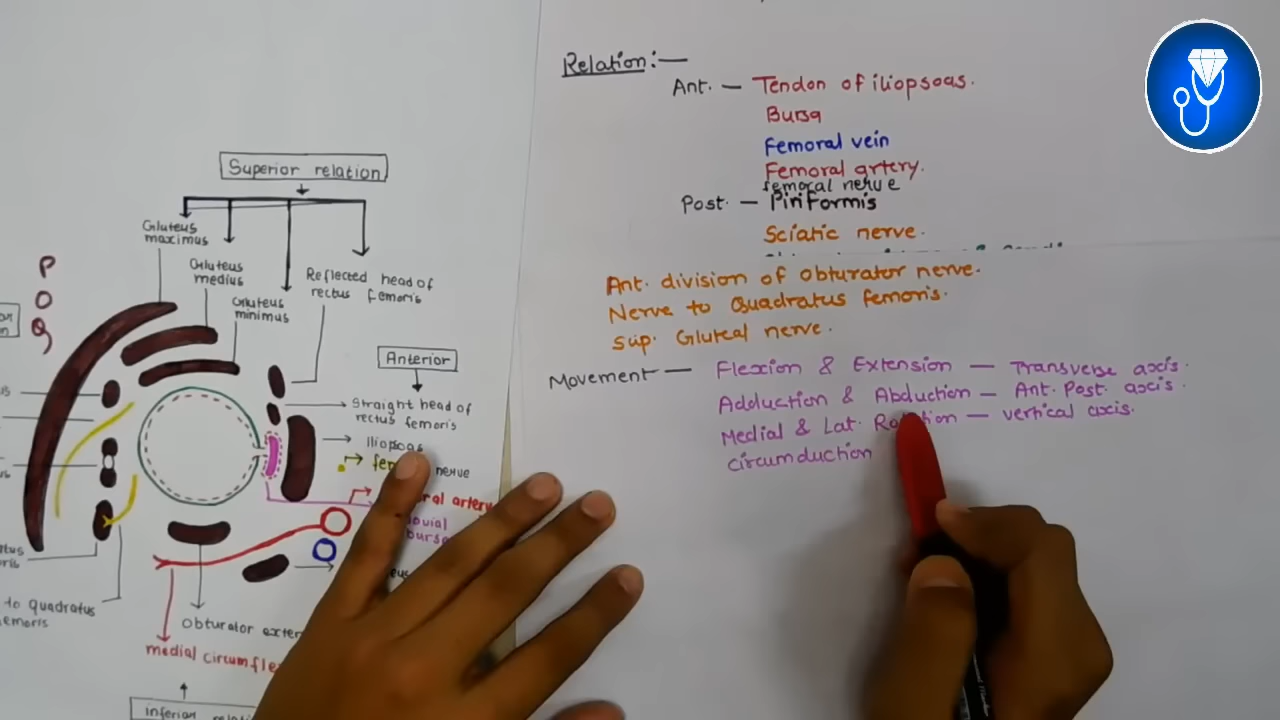 Superior relation
Gluteus
maximus
Gluteus
medius
Gluteus
minimus
Reflected head of
rectus femoris
P
O
Q
Anterior
Straight head of
rectus femoris
Iliopsoas
nerve
artery
obturator
to quadratus
medial circumfle
inferior
Relation:—
Ant. — Tendon of iliopsoas.
Bursa
Femoral vein
Femoral artery.
femoral nerve
Post. — Piriformis
Sciatic nerve.
Ant. division of obturator nerve.
Nerve to Quadratus femoris.
Sup. Gluteal nerve.
Movement — Flexion & Extension — Transverse axis.
Adduction & Abduction — Ant. Post. axis.
Medial & Lat. — vertical axis.
circumduction